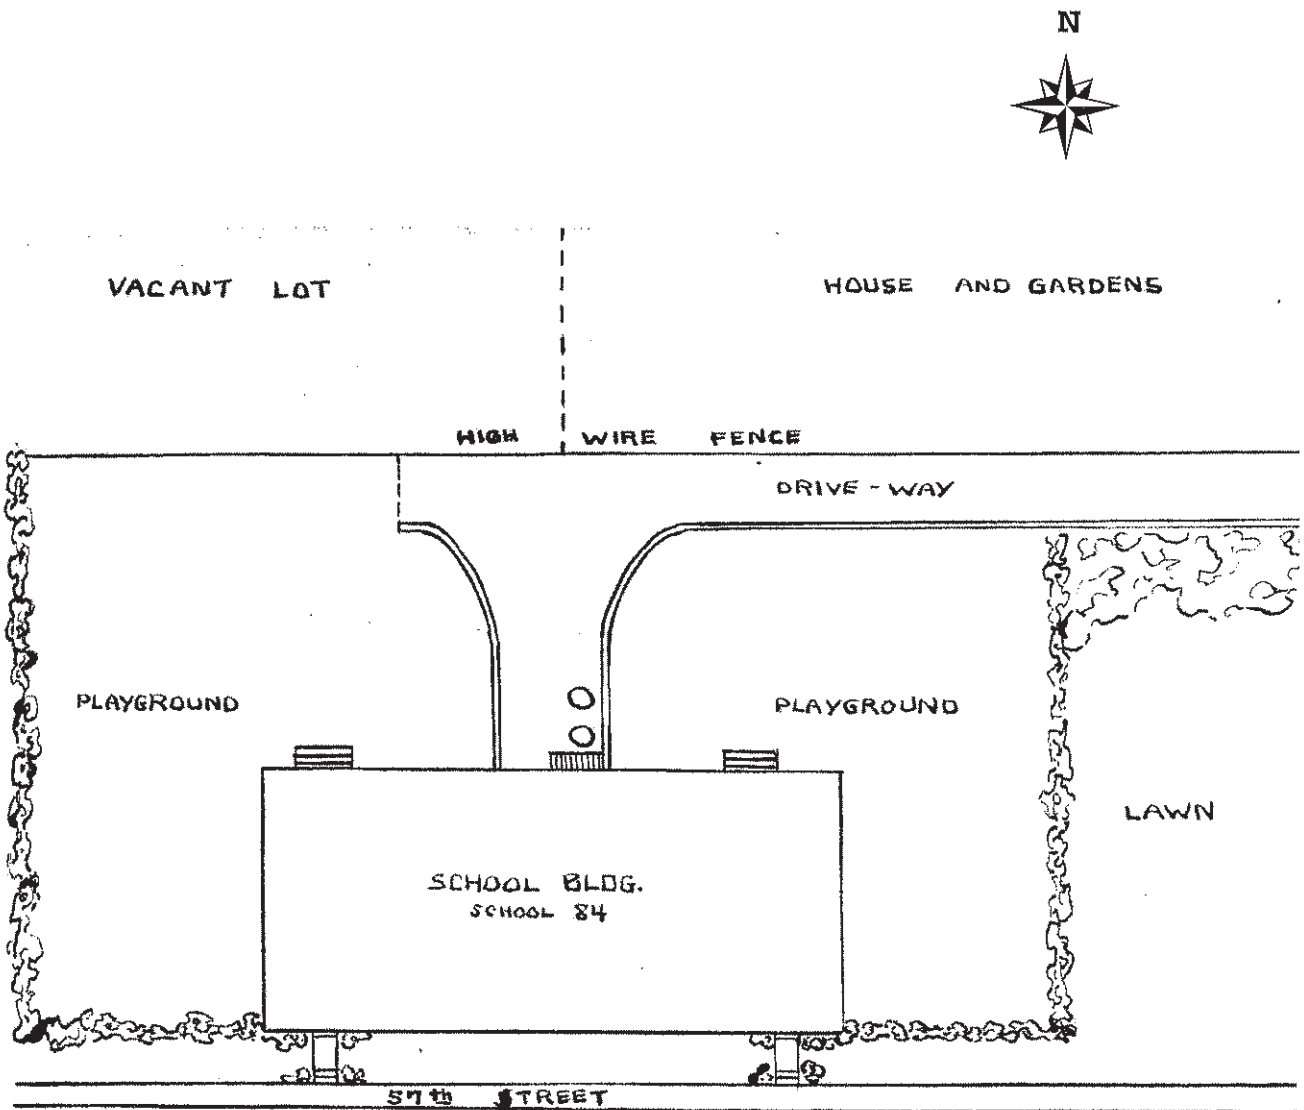 N
VACANT LOT
HOUSE AND GARDENS
HIGH WIRE FENCE
DRIVE-WAY
PLAYGROUND
PLAYGROUND
LAWN
SCHOOL BLDG.
SCHOOL 84
57th STREET